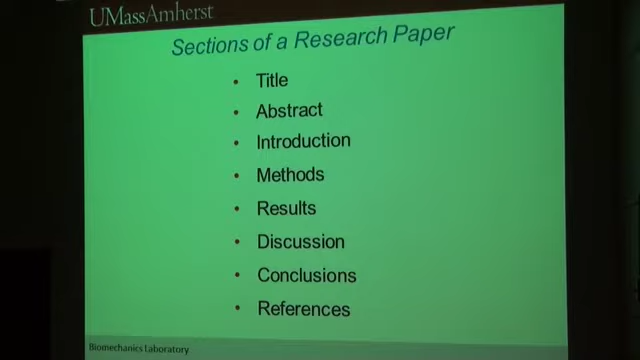 UMassAmherst
Sections of a Research Paper
• Title
• Abstract
• Introduction
• Methods
• Results
• Discussion
• Conclusions
• References
Biomechanics Laboratory